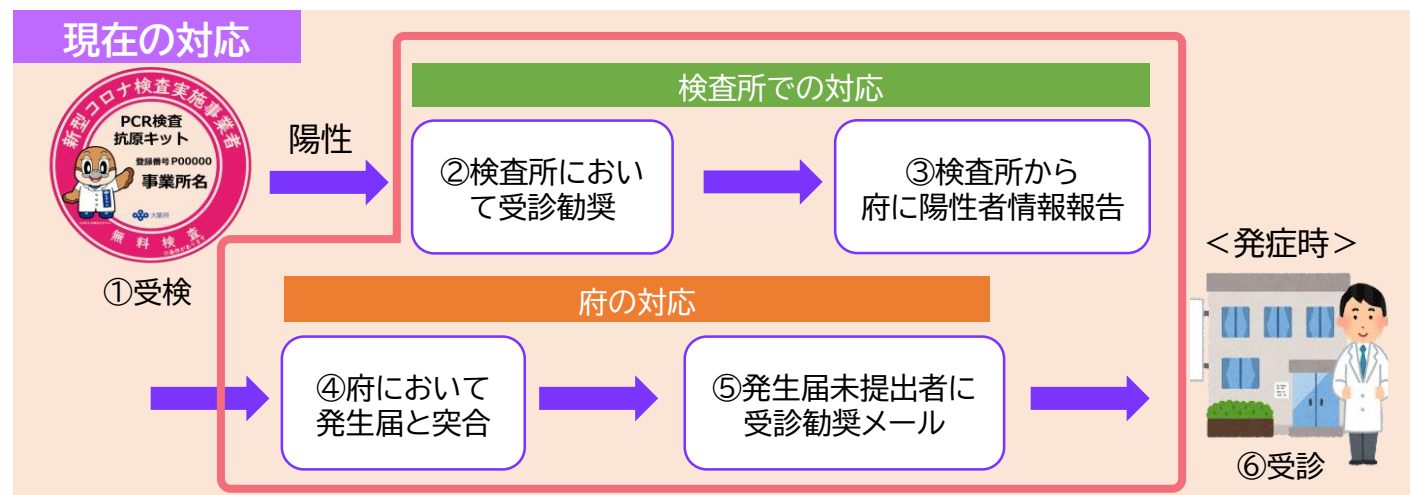 現在の対応
新型コロナ検査実施事業者
PCR検査
抗原キット
登録番号 P00000
事業所名
大阪府
無料検査
①受検
陽性
検査所での対応
②検査所におい
て受診勧奨
③検査所から
府に陽性者情報報告
府の対応
④府において
発生届と突合
⑤発生届未提出者に
受診勧奨メール
＜発症時＞
⑥受診